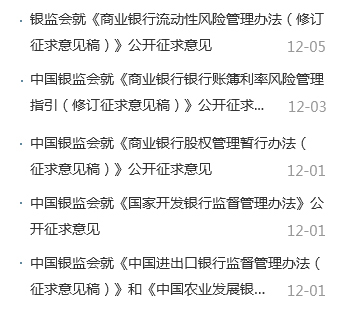 · 银监会就《商业银行流动性风险管理办法（修订
征求意见稿）》公开征求意见 12-05
· 中国银监会就《商业银行银行账簿利率风险管理
指引（修订征求意见稿）》公开征求... 12-03
· 中国银监会就《商业银行股权管理暂行办法（
征求意见稿）》公开征求意见 12-01
· 中国银监会就《国家开发银行监督管理办法》公
开征求意见 12-01
· 中国银监会就《中国进出口银行监督管理办法（
征求意见稿）》和《中国农业发展银... 12-01